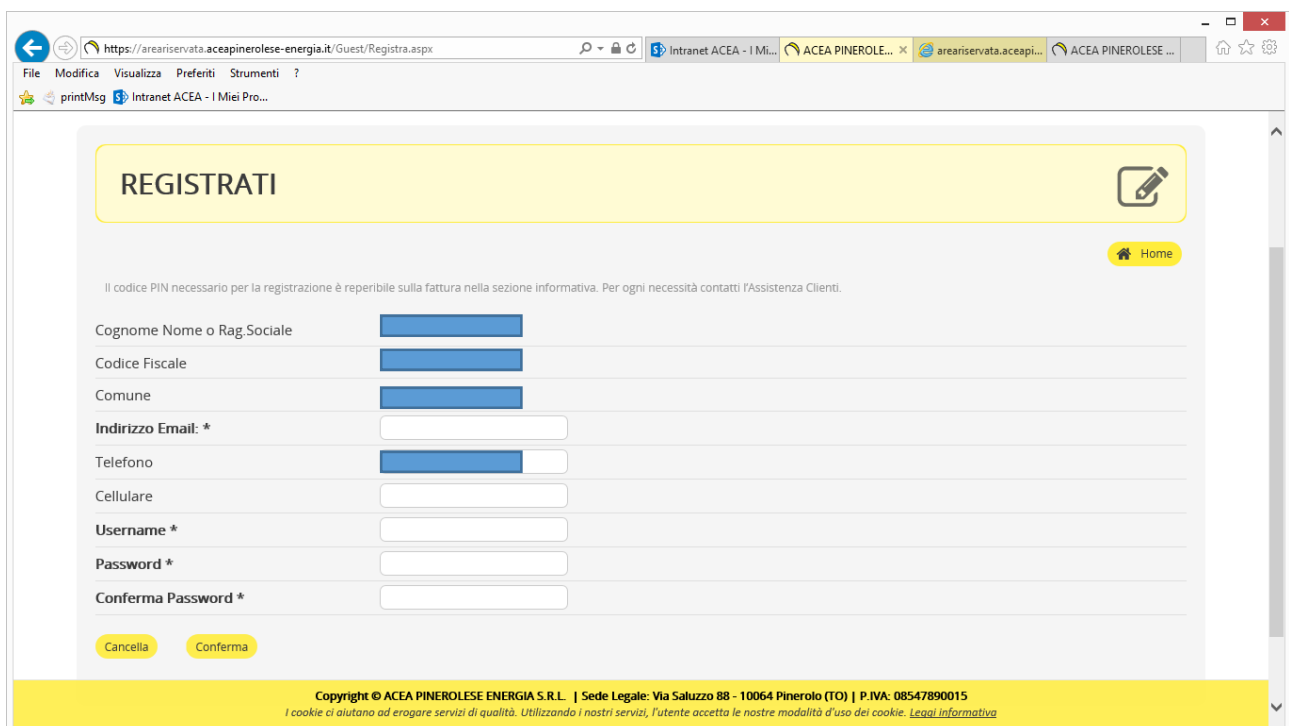 https://areariservata.aceapinerolese-energia.it/Guest/Registra.aspx
Intranet ACEA - I Mi...
ACEA PINEROLE...
areariservata.aceapi...
ACEA PINEROLESE ...
File Modifica Visualizza Preferiti Strumenti ?
printMsg Intranet ACEA - I Miei Pro...
REGISTRATI
Home
Il codice PIN necessario per la registrazione è reperibile sulla fattura nella sezione informativa. Per ogni necessità contatti l'Assistenza Clienti.
Cognome Nome o Rag.Sociale
Codice Fiscale
Comune
Indirizzo Email: *
Telefono
Cellulare
Username *
Password *
Conferma Password *
Cancella Conferma
Copyright © ACEA PINEROLESE ENERGIA S.R.L. | Sede Legale: Via Saluzzo 88 - 10064 Pinerolo (TO) | P.IVA: 08547890015
I cookie ci aiutano ad erogare servizi di qualità. Utilizzando i nostri servizi, l'utente accetta le nostre modalità d'uso dei cookie. Leggi informativa